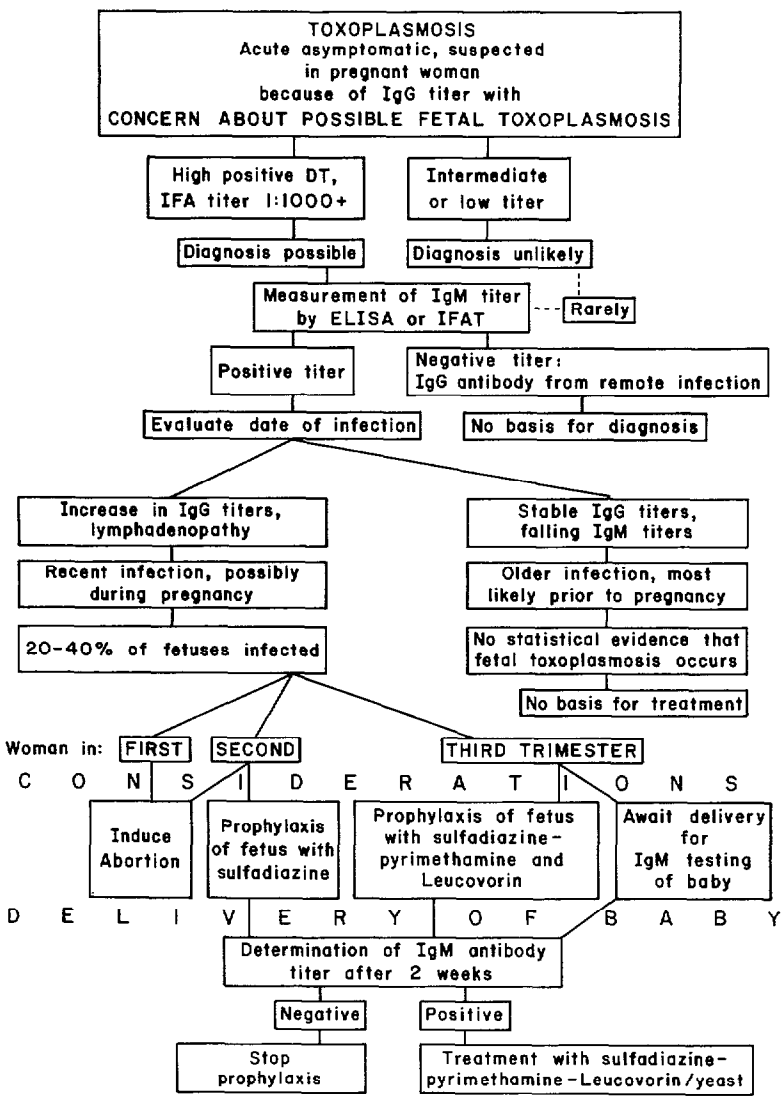 TOXOPLASMOSIS
Acute asymptomatic, suspected
in pregnant woman
because of IgG titer with
CONCERN ABOUT POSSIBLE FETAL TOXOPLASMOSIS
High positive DT,
IFA titer 1:1000+
Intermediate
or low titer
Diagnosis possible
Diagnosis unlikely
Measurement of IgM titer
by ELISA or IFAT
Rarely
Positive titer
Negative titer:
IgG antibody from remote infection
Evaluate date of infection
No basis for diagnosis
Increase in IgG titers,
lymphadenopathy
Stable IgG titers,
falling IgM titers
Recent infection, possibly
during pregnancy
Older infection, most
likely prior to pregnancy
20-40% of fetuses infected
No statistical evidence that
fetal toxoplasmosis occurs
No basis for treatment
Woman in: FIRST SECOND THIRD TRIMESTER
C O N S I D E R A T I O N S
Induce
Abortion
Prophylaxis
of fetus with
sulfadiazine
Prophylaxis of fetus
with sulfadiazine-
pyrimethamine and
Leucovorin
Await delivery
for
IgM testing
of baby
D E L I V E R Y O F B A B Y
Determination of IgM antibody
titer after 2 weeks
Negative
Positive
Stop
prophylaxis
Treatment with sulfadiazine-
pyrimethamine-Leucovorin/yeast